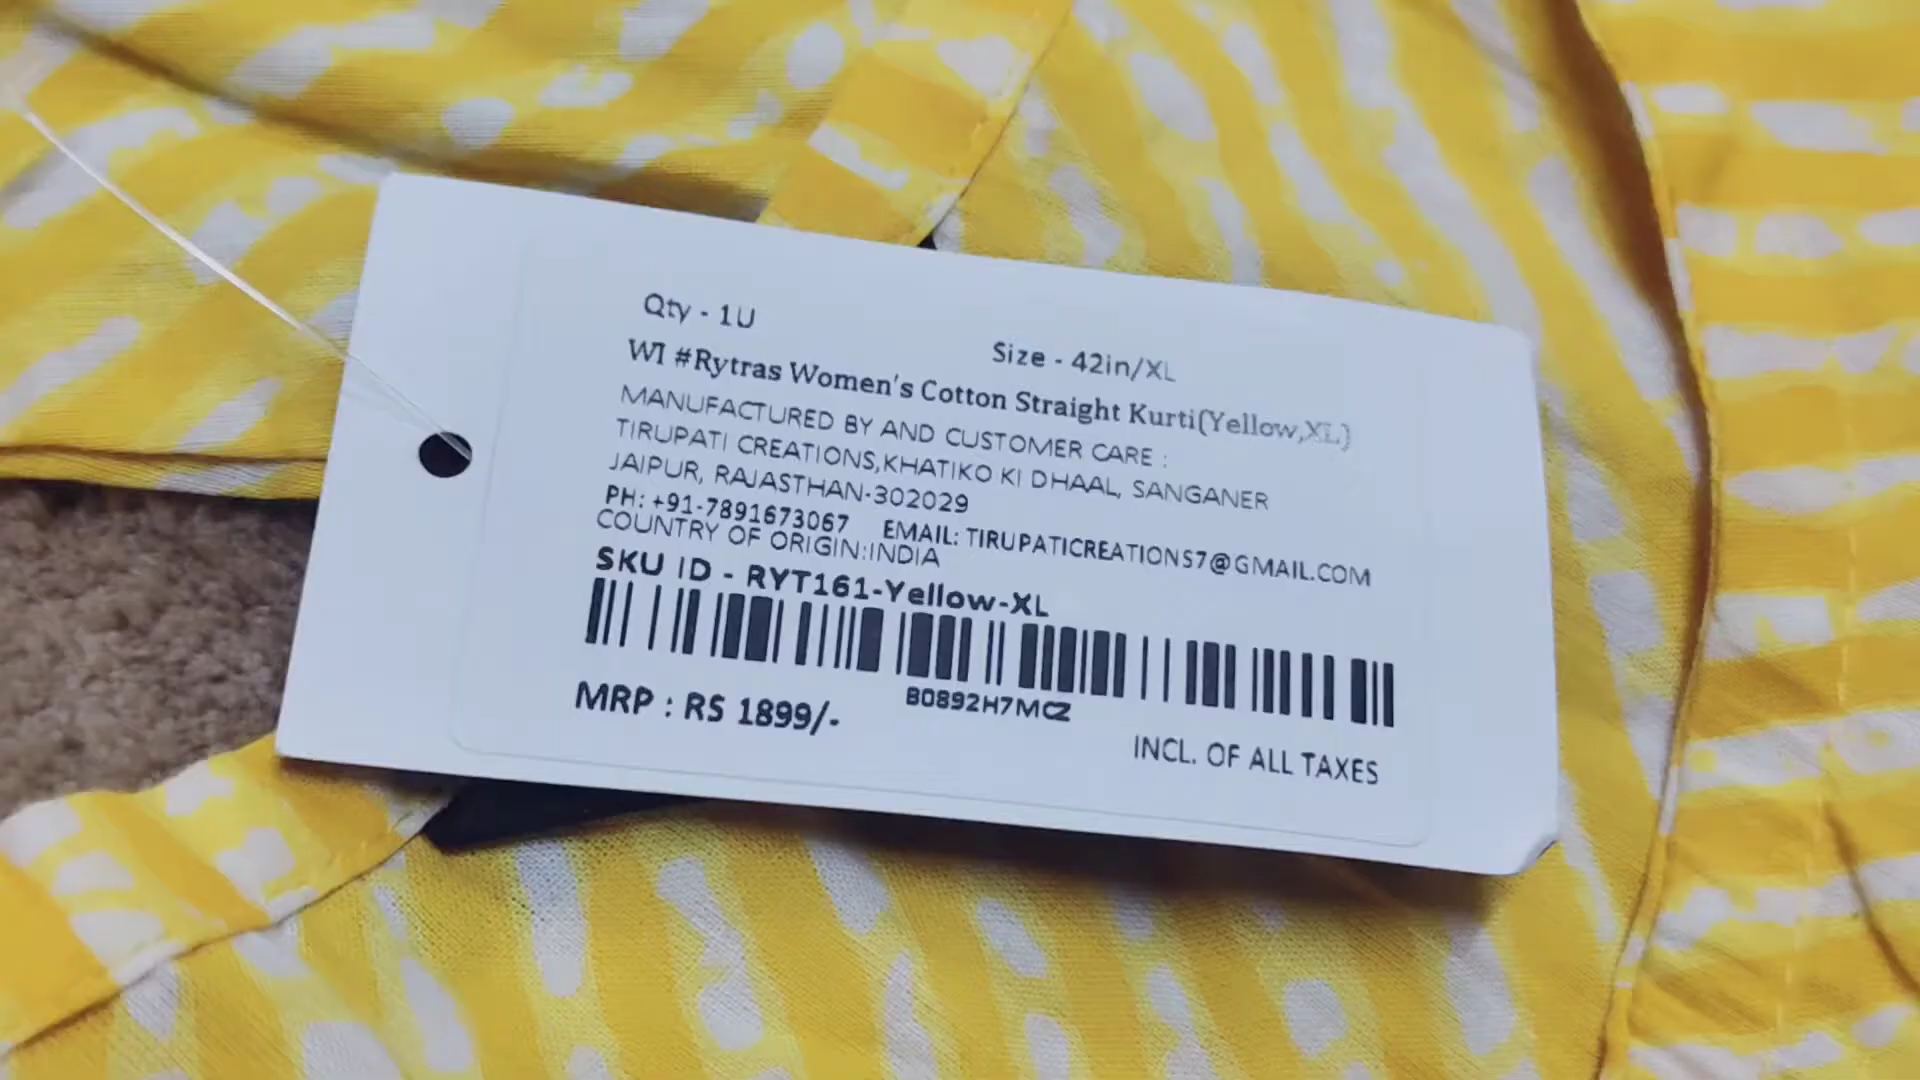 Qty - 1U
Size - 42in/XL
WI #Rytras Women's Cotton Straight Kurti(Yellow,XL)
MANUFACTURED BY AND CUSTOMER CARE :
TIRUPATI CREATIONS,KHATIKO KI DHAAL, SANGANER
JAIPUR, RAJASTHAN-302029
PH: +91-7891673067 EMAIL: TIRUPATICREATIONS7@GMAIL.COM
COUNTRY OF ORIGIN:INDIA
SKU ID - RYT161-Yellow-XL
B0892H7MCZ
MRP : RS 1899/-
INCL. OF ALL TAXES